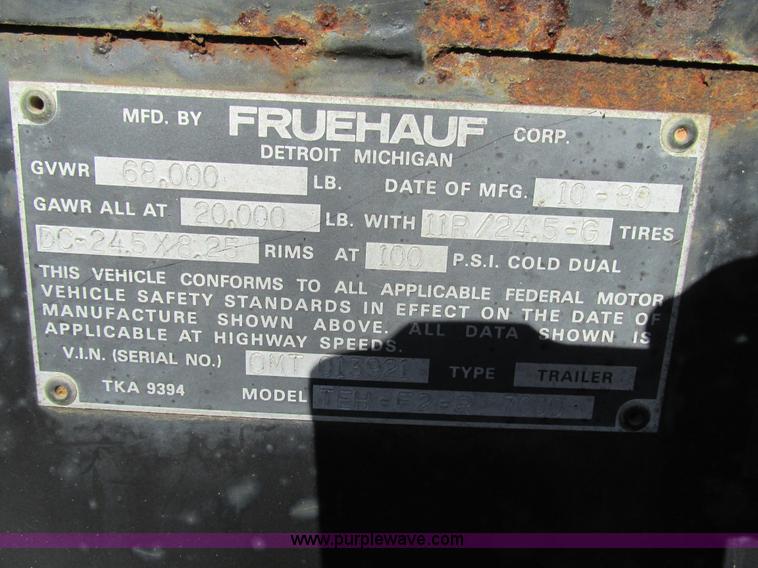 MFD. BY FRUEHAUF CORP.
DETROIT MICHIGAN
GVWR 68,000 LB. DATE OF MFG. 10-80
GAWR ALL AT 20,000 LB. WITH 11R/24.5-G TIRES
DC-24.5X8.25 RIMS AT 100 P.S.I. COLD DUAL
THIS VEHICLE CONFORMS TO ALL APPLICABLE FEDERAL MOTOR
VEHICLE SAFETY STANDARDS IN EFFECT ON THE DATE OF
MANUFACTURE SHOWN ABOVE. ALL DATA SHOWN IS
APPLICABLE AT HIGHWAY SPEEDS.
V.I.N. (SERIAL NO.) OMT TYPE TRAILER
TKA 9394 MODEL
www.purplewave.com